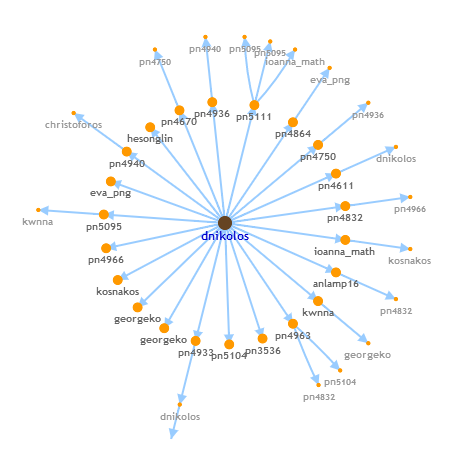 pn4940
pn5095
pn5095
pn4750
ioanna_math
eva_png
pn4936
pn4670
pn5111
pn4936
christoforos
hesonglin
pn4864
pn4940
pn4750
dnikolos
eva_png
pn4611
pn4966
kwnna
pn5095
pn4832
dnikolos
pn4966
ioanna_math
kosnakos
kosnakos
anlamp16
pn4832
georgeko
kwnna
georgeko
pn4963
pn4933
pn5104
pn3536
georgeko
pn5104
pn4832
dnikolos